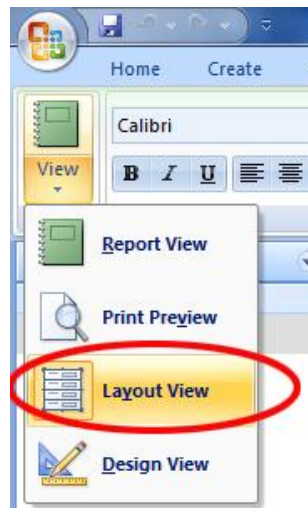 Home Create
Calibri
View
B I U
Report View
Print Preview
Layout View
Design View